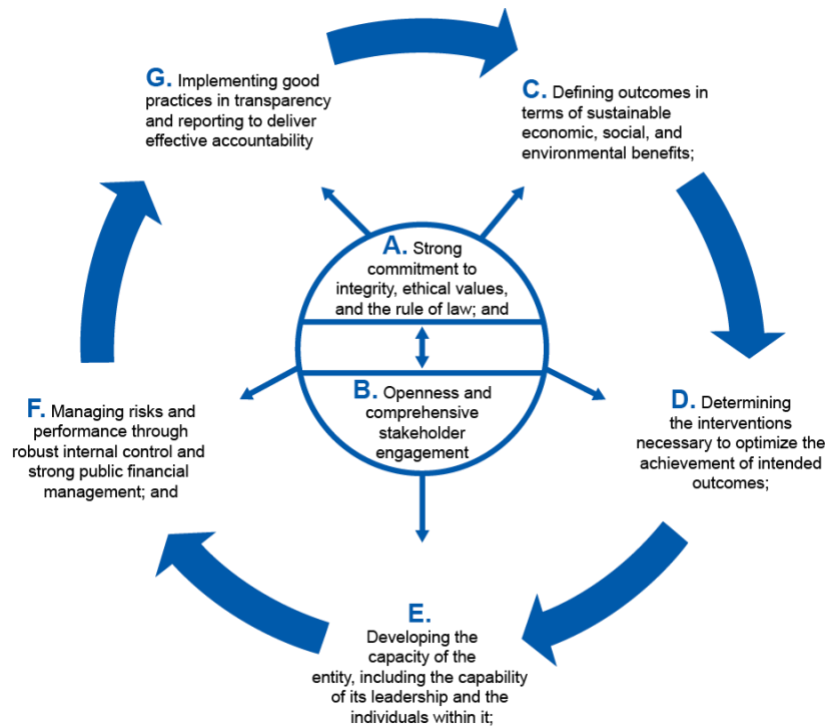 G. Implementing good
practices in transparency
and reporting to deliver
effective accountability
C. Defining outcomes in
terms of sustainable
economic, social, and
environmental benefits;
A. Strong
commitment to
integrity, ethical values,
and the rule of law; and
B. Openness and
comprehensive
stakeholder
engagement
F. Managing risks and
performance through
robust internal control and
strong public financial
management; and
D. Determining
the interventions
necessary to optimize the
achievement of intended
outcomes;
E.
Developing the
capacity of the
entity, including the capability
of its leadership and the
individuals within it;